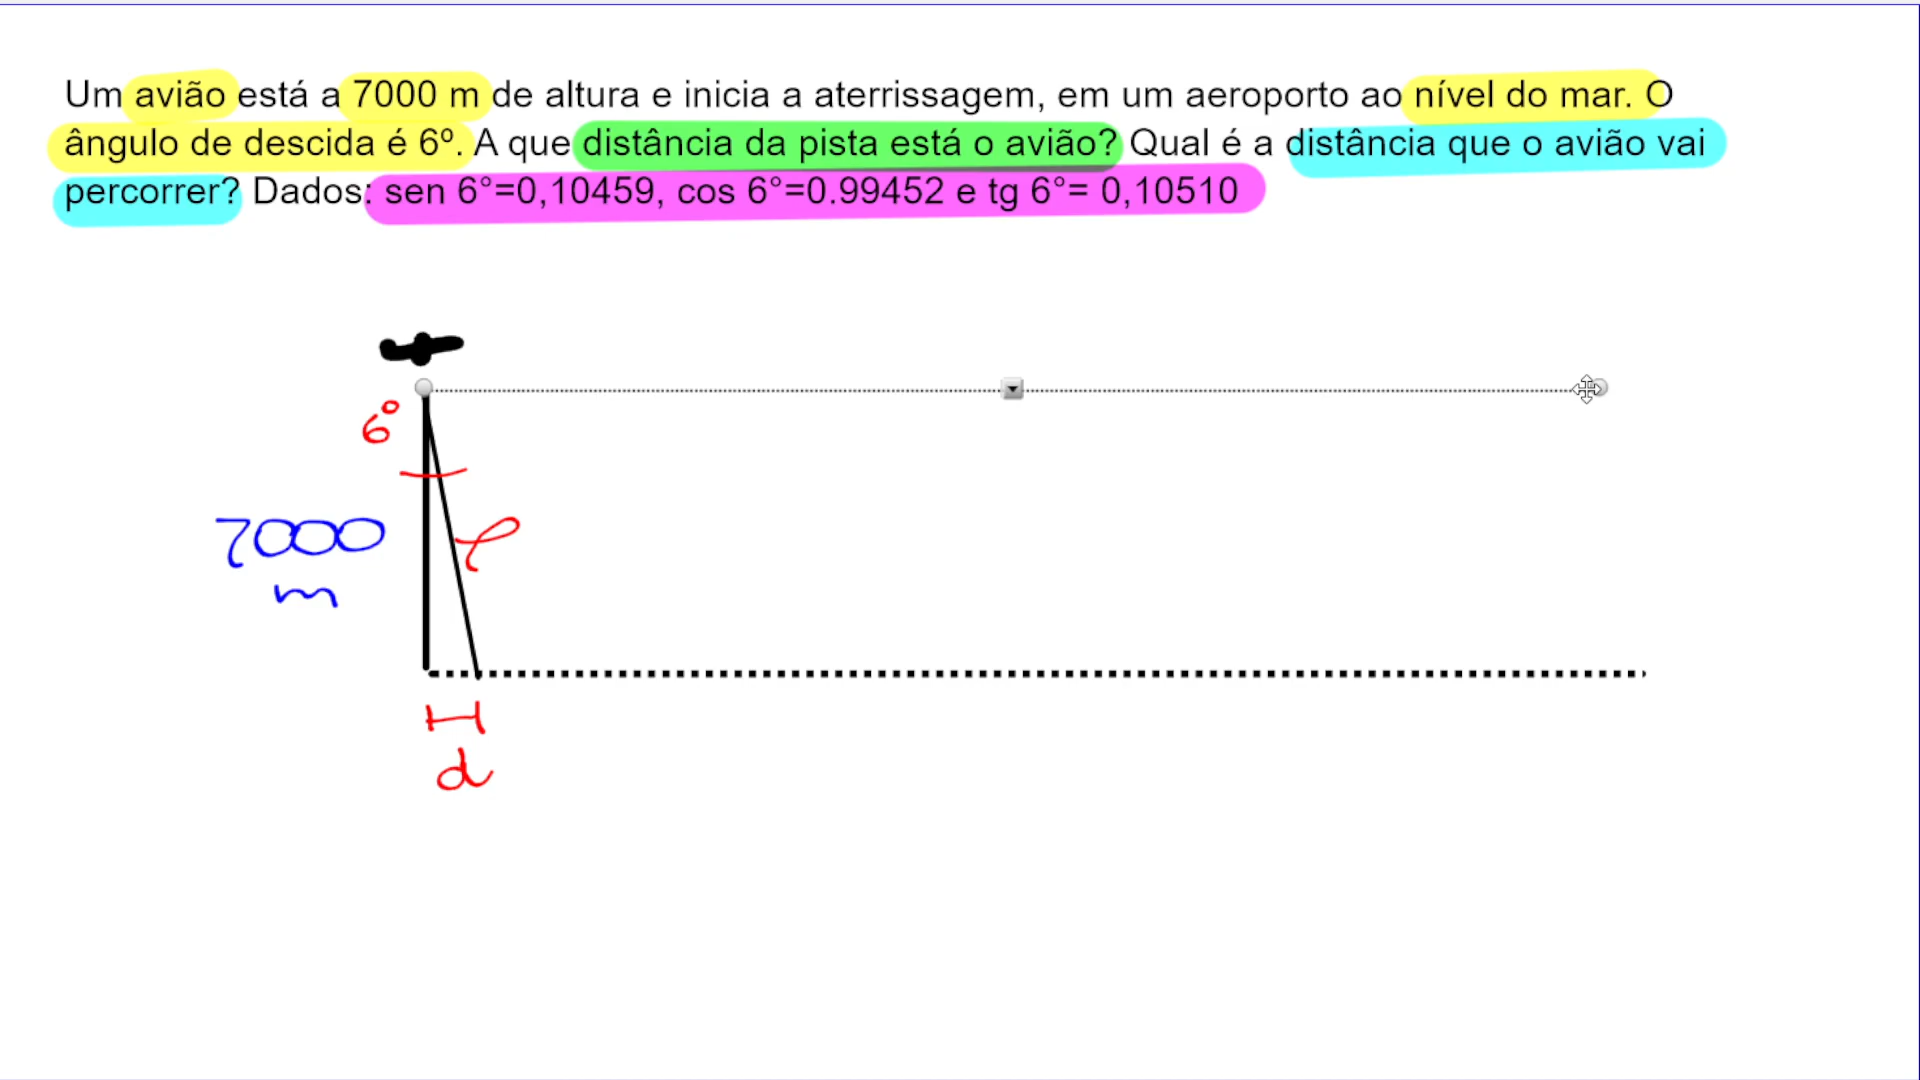 Um avião está a 7000 m de altura e inicia a aterrissagem, em um aeroporto ao nível do mar. O
ângulo de descida é 6º. A que distância da pista está o avião? Qual é a distância que o avião vai
percorrer? Dados: sen 6°=0,10459, cos 6°=0.99452 e tg 6°= 0,10510
6°
7000
m
d